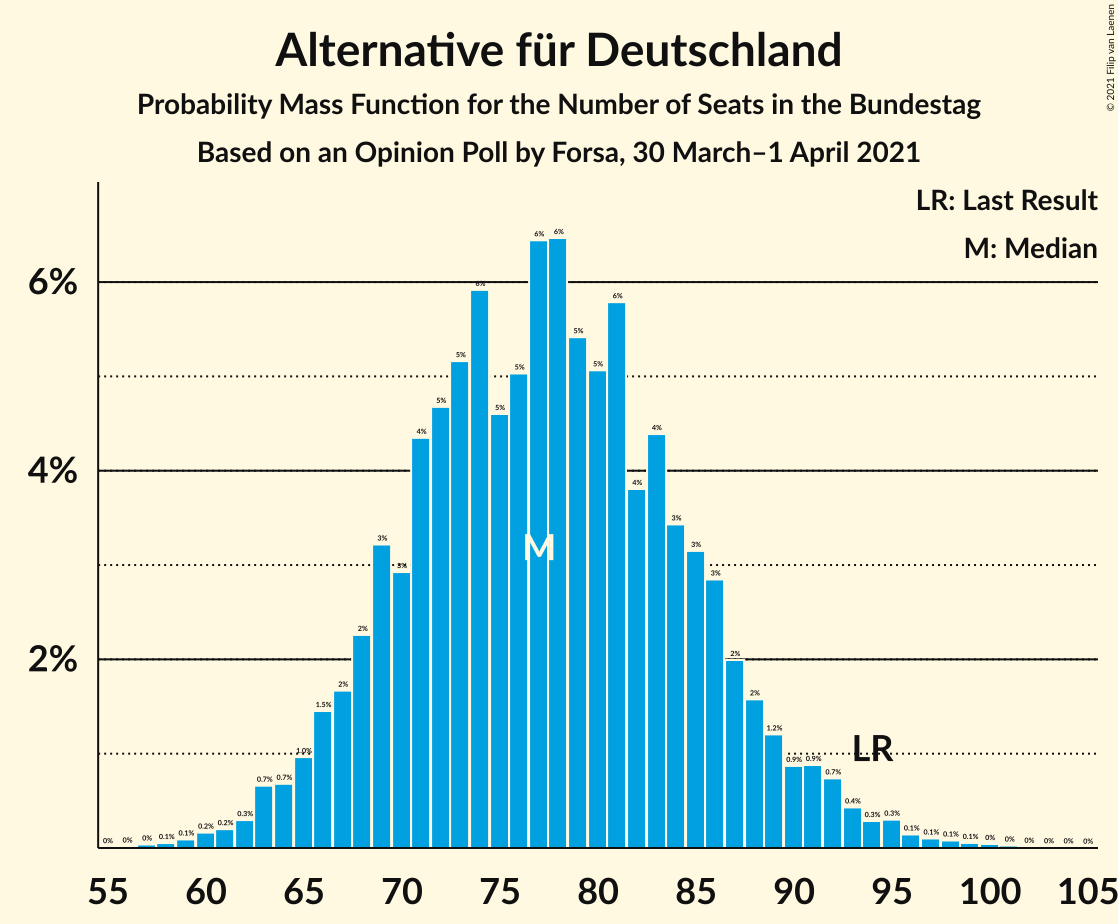 Alternative für Deutschland
Probability Mass Function for the Number of Seats in the Bundestag
Based on an Opinion Poll by Forsa, 30 March–1 April 2021
© 2021 Filip van Laenen
LR: Last Result
M: Median
6%
4%
2%
0% 0% 0% 0.1% 0.1% 0.2% 0.2% 0.3% 0.7% 0.7% 1.0% 1.5% 2% 2% 3% 3% 4% 5% 5% 6% 5% 5% 6% 6% 5% 5% 6% 4% 4% 3% 3% 3% 2% 2% 1.2% 0.9% 0.9% 0.7% 0.4% 0.3% 0.3% 0.1% 0.1% 0.1% 0.1% 0% 0% 0% 0% 0% 0%
M
LR
55 60 65 70 75 80 85 90 95 100 105